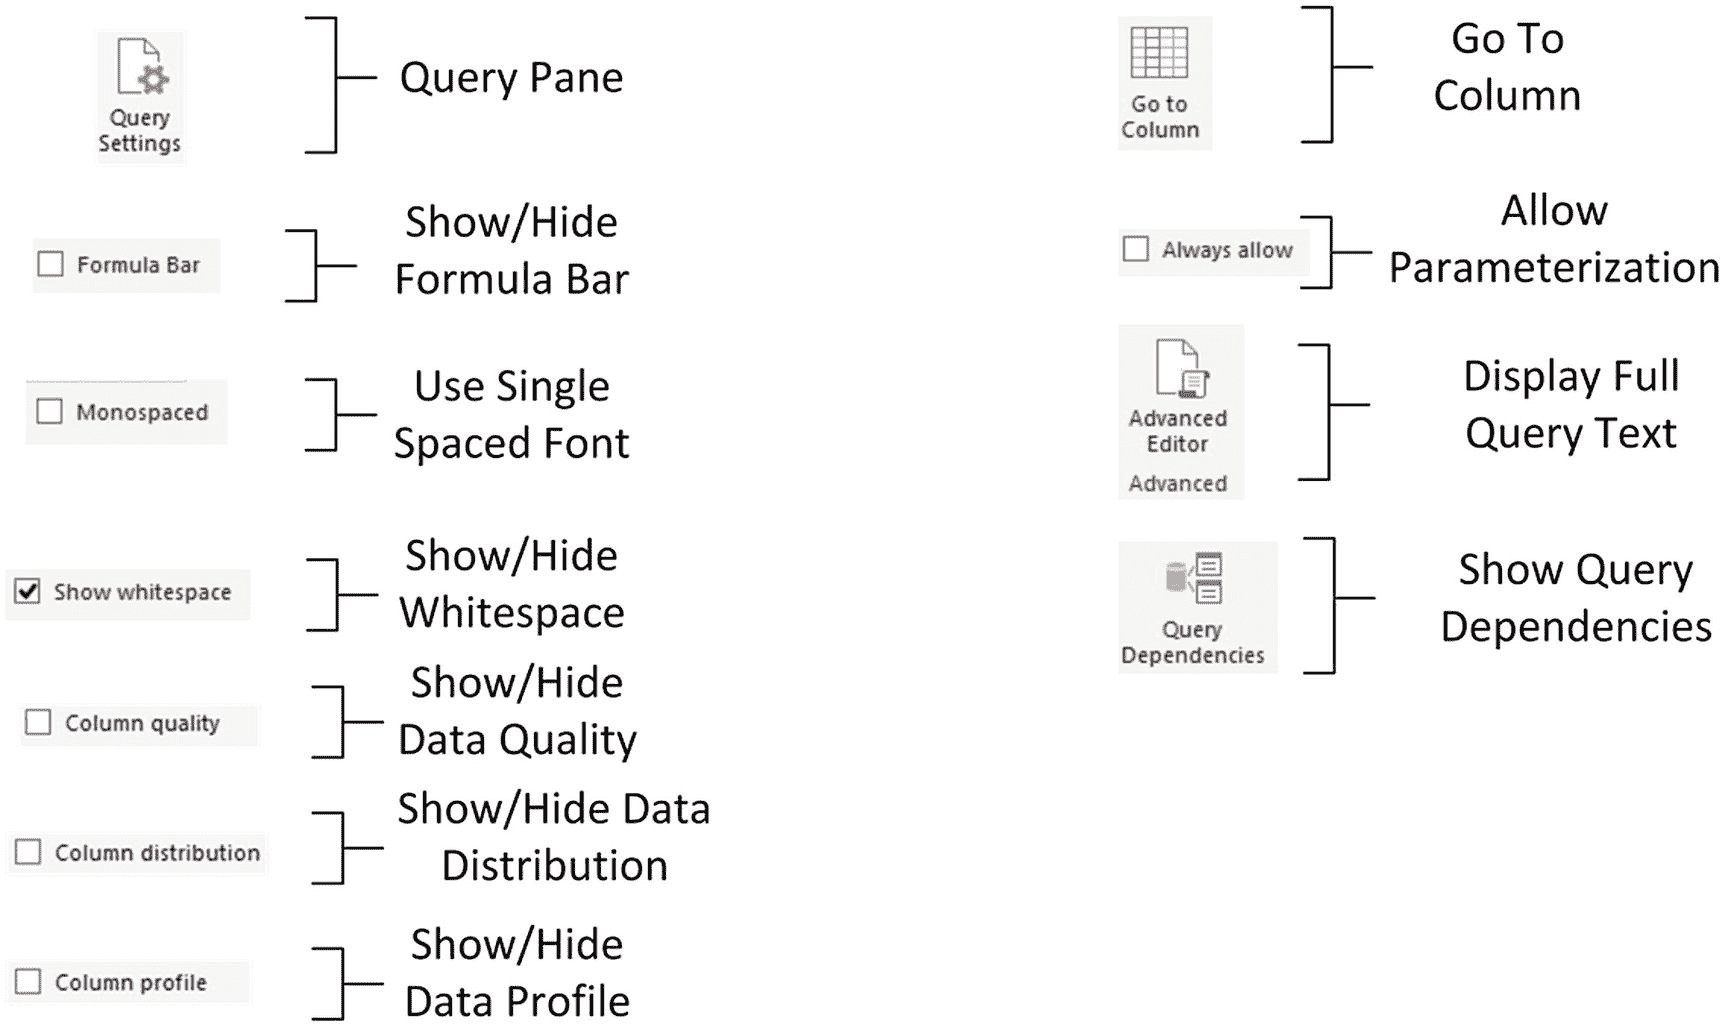 Query
Settings
Query Pane
Formula Bar
Show/Hide
Formula Bar
Monospaced
Use Single
Spaced Font
Show whitespace
Show/Hide
Whitespace
Column quality
Show/Hide
Data Quality
Column distribution
Show/Hide Data
Distribution
Column profile
Show/Hide
Data Profile
Go to
Column
Go To
Column
Always allow
Allow
Parameterization
Advanced
Editor
Advanced
Display Full
Query Text
Query
Dependencies
Show Query
Dependencies